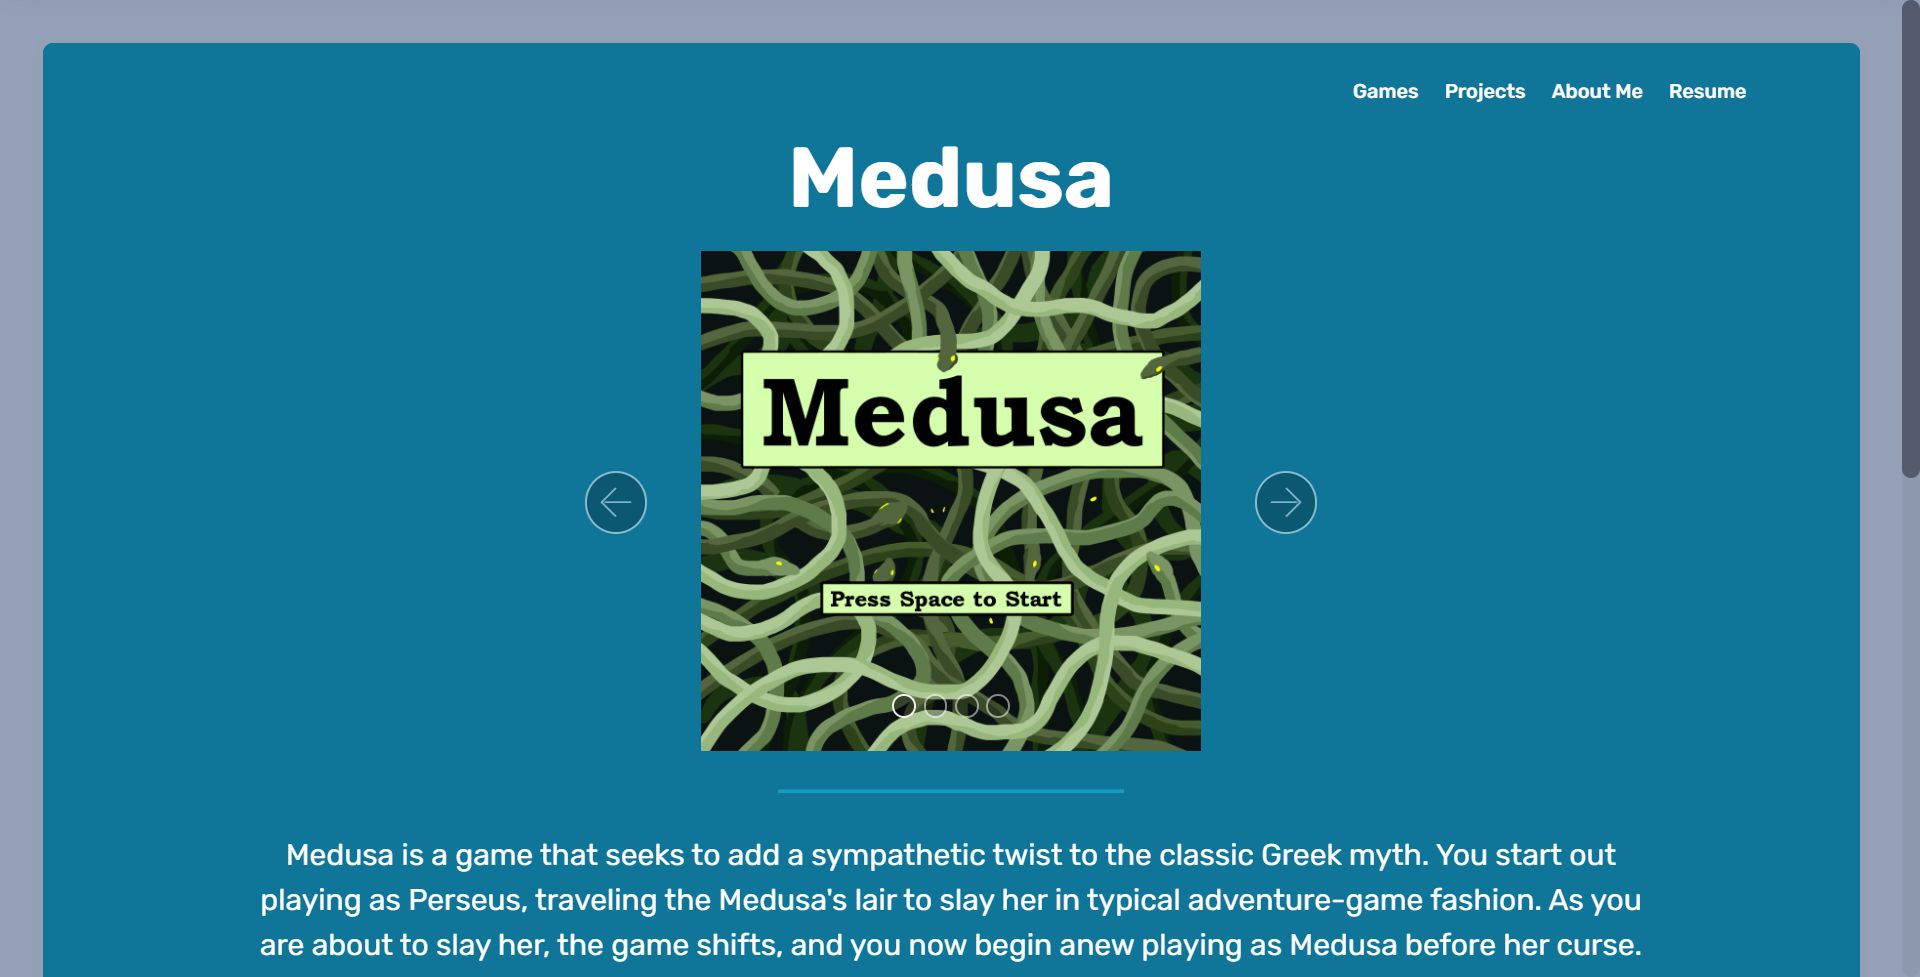 Games Projects About Me Resume
Medusa
Medusa
Press Space to Start
Medusa is a game that seeks to add a sympathetic twist to the classic Greek myth. You start out
playing as Perseus, traveling the Medusa's lair to slay her in typical adventure-game fashion. As you
are about to slay her, the game shifts, and you now begin anew playing as Medusa before her curse.